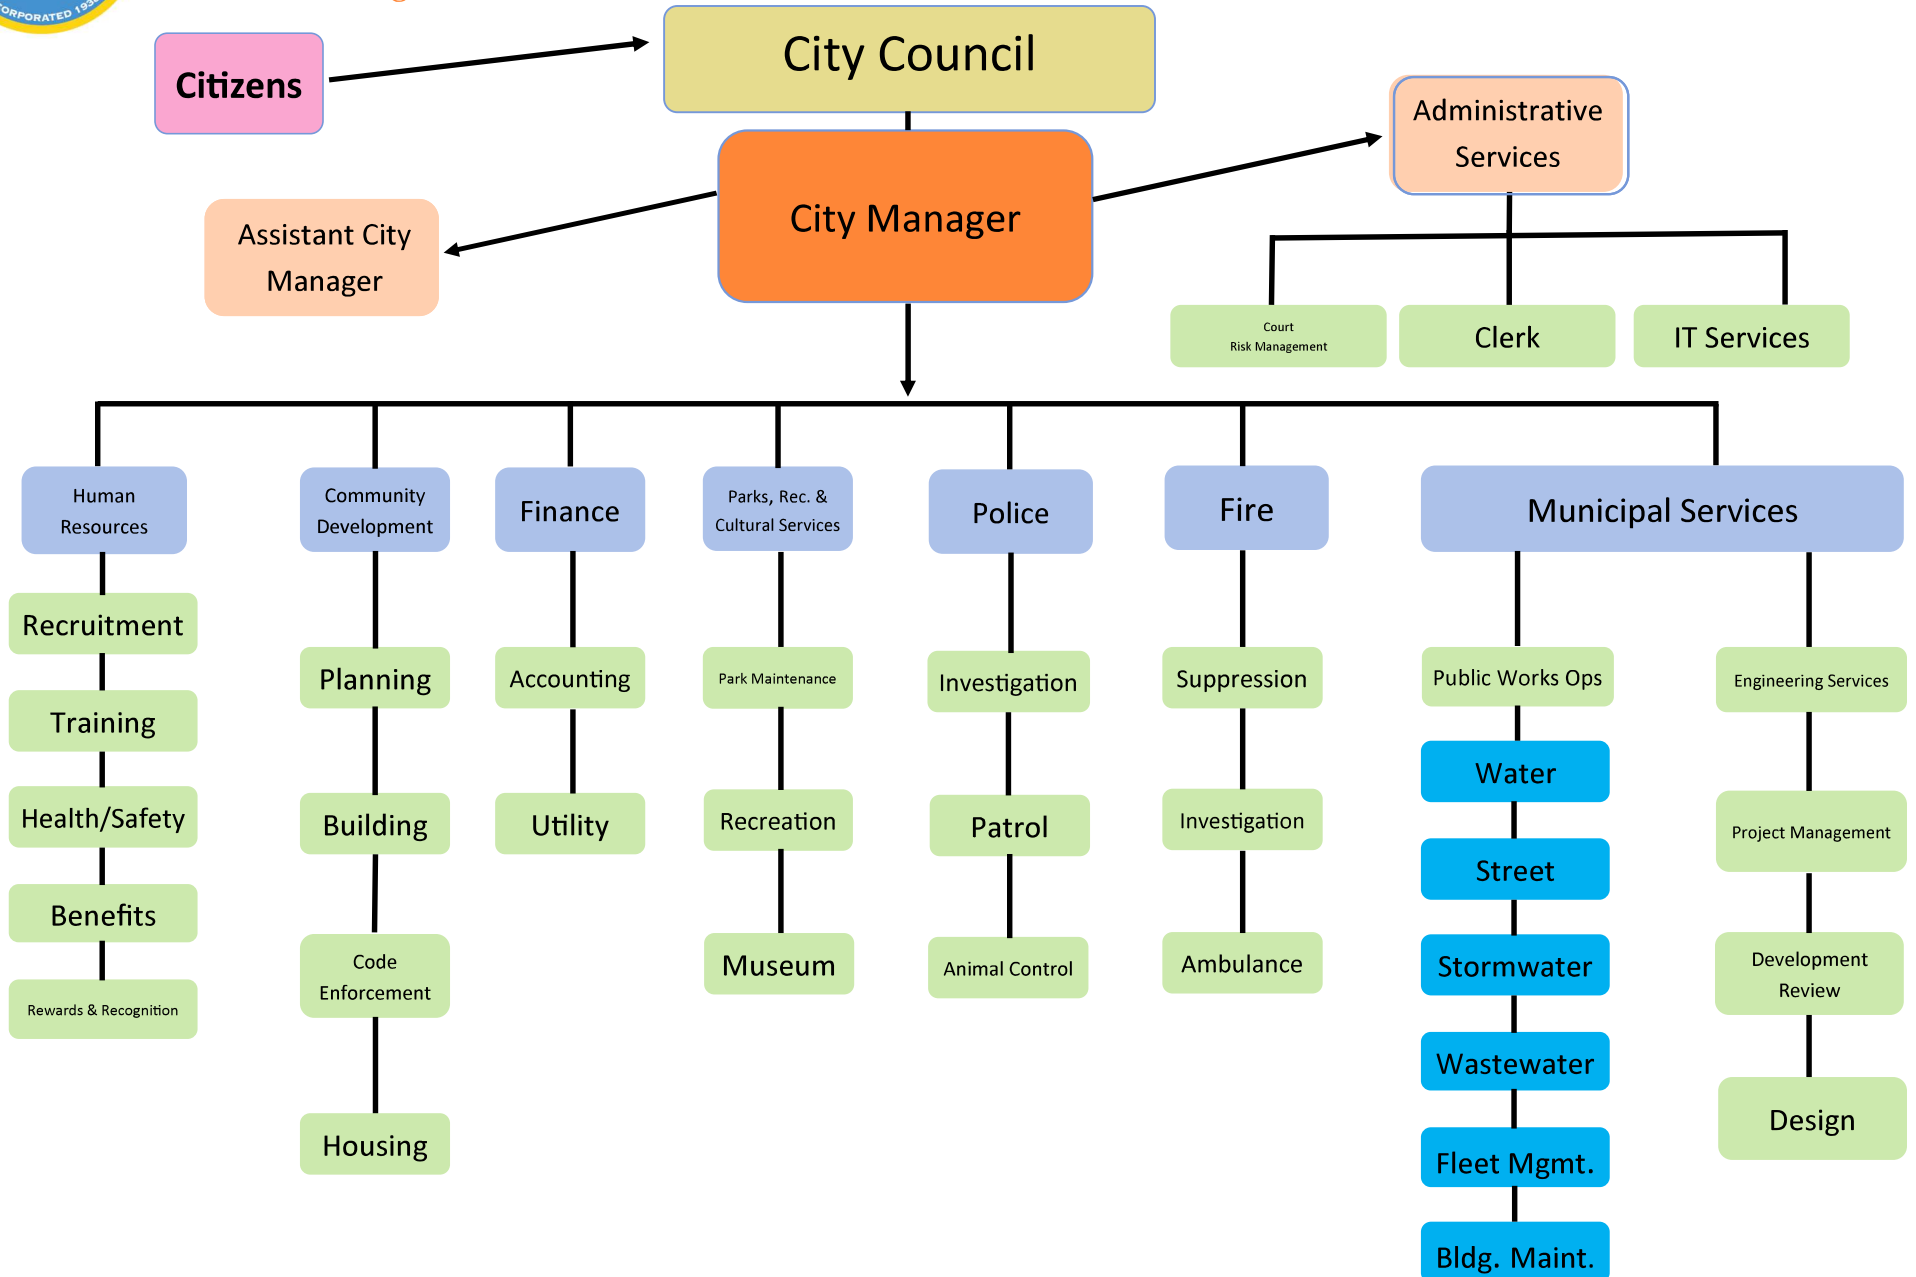 City Council
Citizens
Administrative
Services
City Manager
Assistant City
Manager
Court
Risk Management
Clerk
IT Services
Human
Resources
Community
Development
Finance
Parks, Rec. &
Cultural Services
Police
Fire
Municipal Services
Recruitment
Training
Health/Safety
Benefits
Rewards & Recognition
Planning
Building
Code
Enforcement
Housing
Accounting
Utility
Park Maintenance
Recreation
Museum
Investigation
Patrol
Animal Control
Suppression
Investigation
Ambulance
Public Works Ops
Water
Street
Stormwater
Wastewater
Fleet Mgmt.
Bldg. Maint.
Engineering Services
Project Management
Development
Review
Design